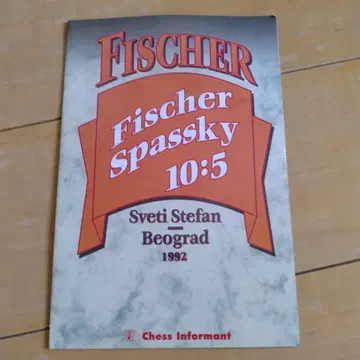 FISCHER
Fischer
Spassky
10:5
Sveti Stefan
Beograd
1992
Chess Informant